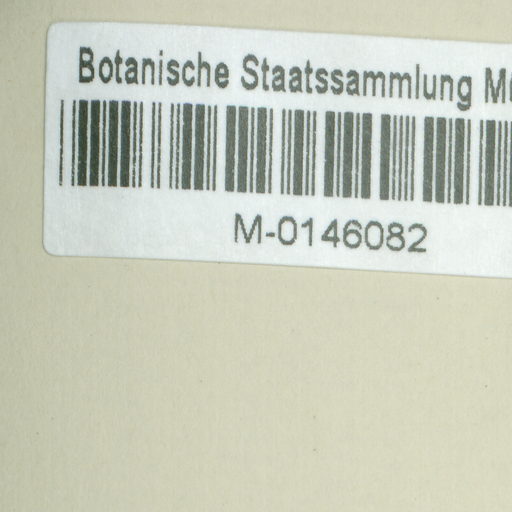 Botanische Staatssammlung
M-0146082